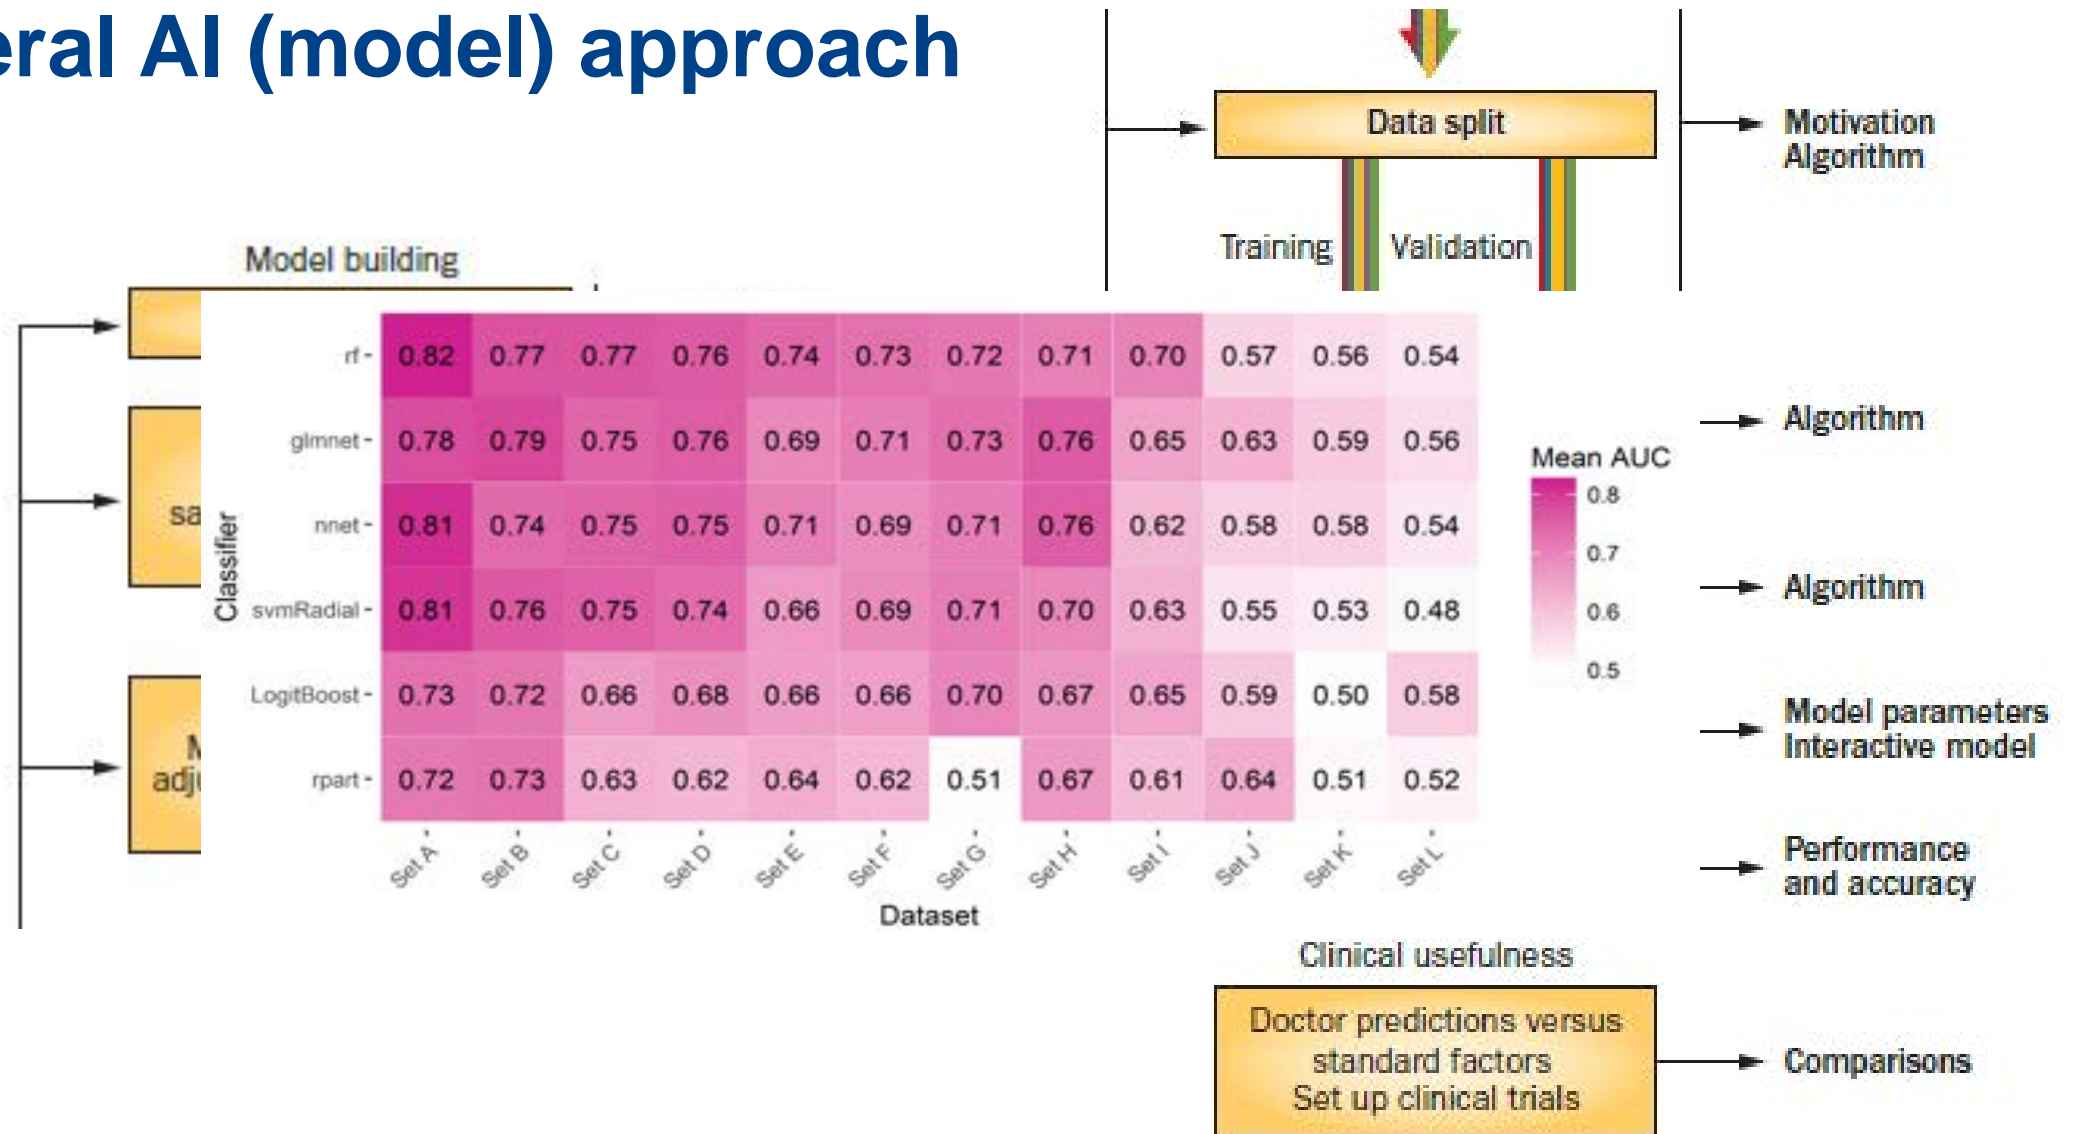 eral AI (model) approach
Data split
Motivation
Algorithm
Training Validation
Model building
sa
adju
Classifier
rf 0.82 0.77 0.77 0.76 0.74 0.73 0.72 0.71 0.70 0.57 0.56 0.54
glmnet 0.78 0.79 0.75 0.76 0.69 0.71 0.73 0.76 0.65 0.63 0.59 0.56
nnet 0.81 0.74 0.75 0.75 0.71 0.69 0.71 0.76 0.62 0.58 0.58 0.54
svmRadial 0.81 0.76 0.75 0.74 0.66 0.69 0.71 0.70 0.63 0.55 0.53 0.48
LogitBoost 0.73 0.72 0.66 0.68 0.66 0.66 0.70 0.67 0.65 0.59 0.50 0.58
rpart 0.72 0.73 0.63 0.62 0.64 0.62 0.51 0.67 0.61 0.64 0.51 0.52
Set A Set B Set C Set D Set E Set F Set G Set H Set I Set J Set K Set L
Dataset
Mean AUC
0.8
0.7
0.6
0.5
Algorithm
Algorithm
Model parameters
Interactive model
Performance
and accuracy
Clinical usefulness
Doctor predictions versus
standard factors
Set up clinical trials
Comparisons